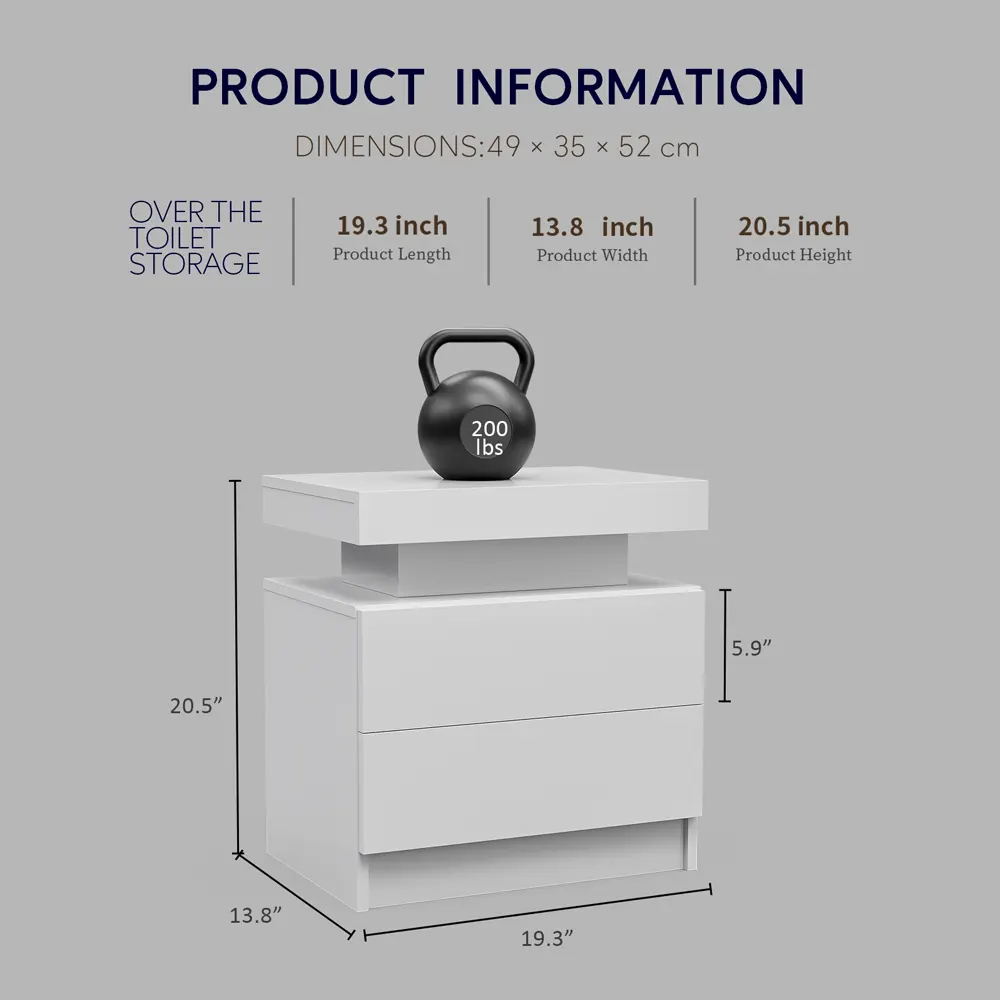 PRODUCT INFORMATION
DIMENSIONS:49 × 35 × 52 cm
OVER THE
TOILET
STORAGE
19.3 inch
Product Length
13.8 inch
Product Width
20.5 inch
Product Height
200
lbs
5.9”
20.5”
13.8”
19.3”